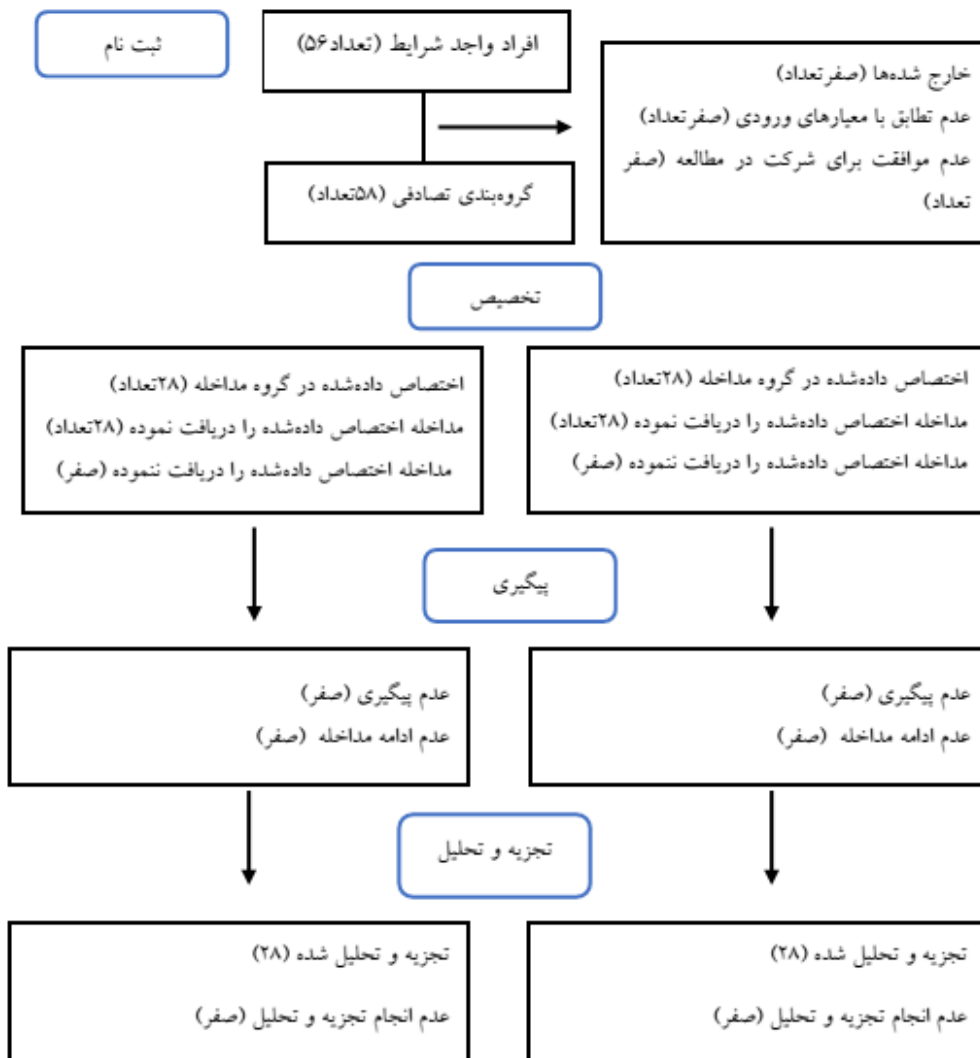 ثبت نام
افراد واجد شرایط (تعداد۵۶)
خارج شده‌ها (صفرتعداد)
عدم تطابق با معیارهای ورودی (صفرتعداد)
عدم موافقت برای شرکت در مطالعه (صفر
تعداد)
گروه‌بندی تصادفی (۵۸تعداد)
تخصیص
اختصاص داده‌شده در گروه مداخله (۲۸تعداد)
مداخله اختصاص داده‌شده را دریافت نموده (۲۸تعداد)
مداخله اختصاص داده‌شده را دریافت ننموده (صفر)
اختصاص داده‌شده در گروه مداخله (۲۸تعداد)
مداخله اختصاص داده‌شده را دریافت نموده (۲۸تعداد)
مداخله اختصاص داده‌شده را دریافت ننموده (صفر)
پیگیری
عدم پیگیری (صفر)
عدم ادامه مداخله (صفر)
عدم پیگیری (صفر)
عدم ادامه مداخله (صفر)
تجزیه و تحلیل
تجزیه و تحلیل شده (۲۸)
عدم انجام تجزیه و تحلیل (صفر)
تجزیه و تحلیل شده (۲۸)
عدم انجام تجزیه و تحلیل (صفر)